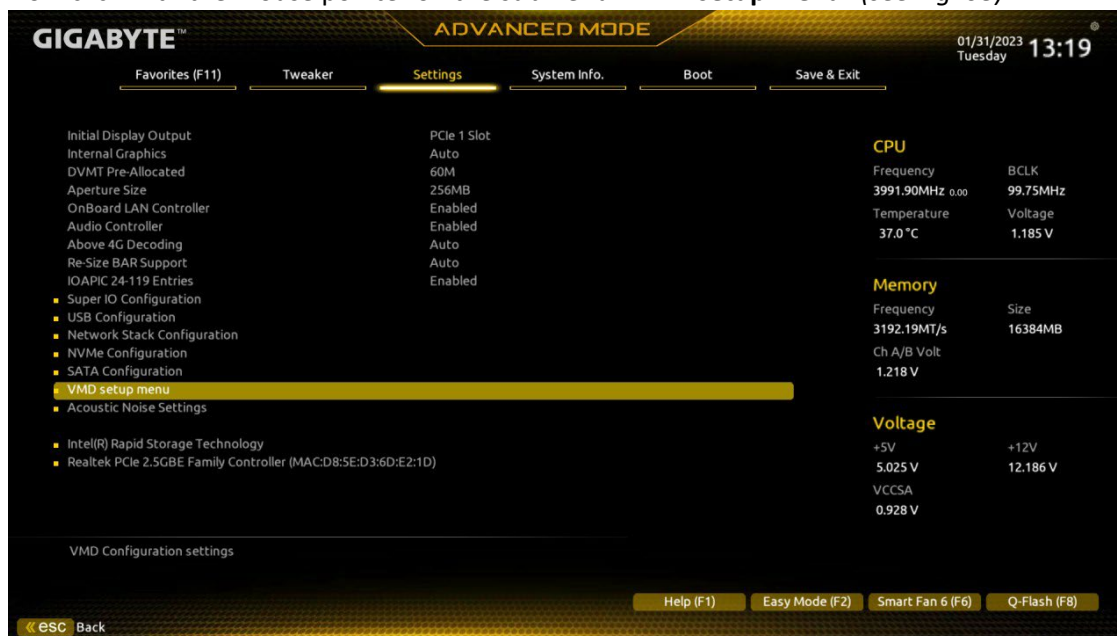 GIGABYTE™
ADVANCED MODE
01/31/2023 13:19
Tuesday
Favorites (F11) Tweaker Settings System Info. Boot Save & Exit
Initial Display Output PCIe 1 Slot
Internal Graphics Auto
DVMT Pre-Allocated 60M
Aperture Size 256MB
OnBoard LAN Controller Enabled
Audio Controller Enabled
Above 4G Decoding Auto
Re-Size BAR Support Auto
IOAPIC 24-119 Entries Enabled
Super IO Configuration
USB Configuration
Network Stack Configuration
NVMe Configuration
SATA Configuration
VMD setup menu
Acoustic Noise Settings
Intel(R) Rapid Storage Technology
Realtek PCIe 2.5GBE Family Controller (MAC:D8:5E:D3:6D:E2:1D)
CPU
Frequency BCLK
3991.90MHz 0.00 99.75MHz
Temperature Voltage
37.0 °C 1.185 V
Memory
Frequency Size
3192.19MT/s 16384MB
Ch A/B Volt
1.218 V
Voltage
+5V +12V
5.025 V 12.186 V
VCCSA
0.928 V
VMD Configuration settings
Help (F1) Easy Mode (F2) Smart Fan 6 (F6) Q-Flash (F8)
esc Back